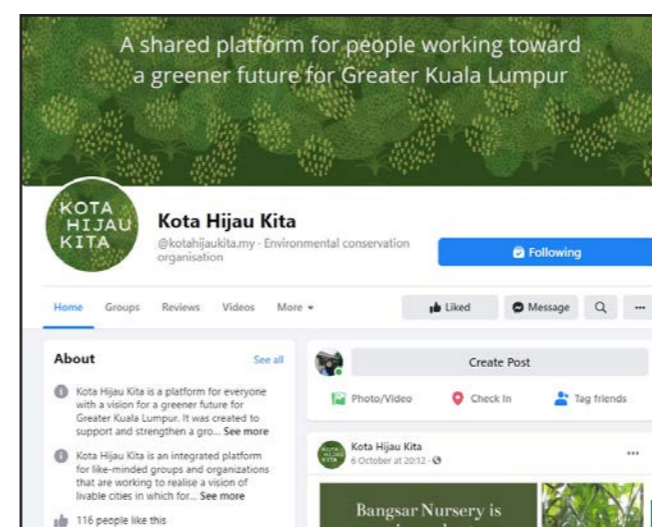 A shared platform for people working toward
a greener future for Greater Kuala Lumpur
KOTA
HIJAU
KITA
Kota Hijau Kita
@kotahijaukita.my · Environmental conservation
organisation
Following
Home Groups Reviews Videos More
Liked Message
About See all
Kota Hijau Kita is a platform for everyone
with a vision for a greener future for
Greater Kuala Lumpur. It was created to
support and strengthen a gro... See more
Kota Hijau Kita is an integrated platform
for like-minded groups and organizations
that are working to realise a vision of
livable cities in which for... See more
116 people like this
Create Post
Photo/Video Check In Tag friends
Kota Hijau Kita
6 October at 20:12 ·
Bangsar Nursery is